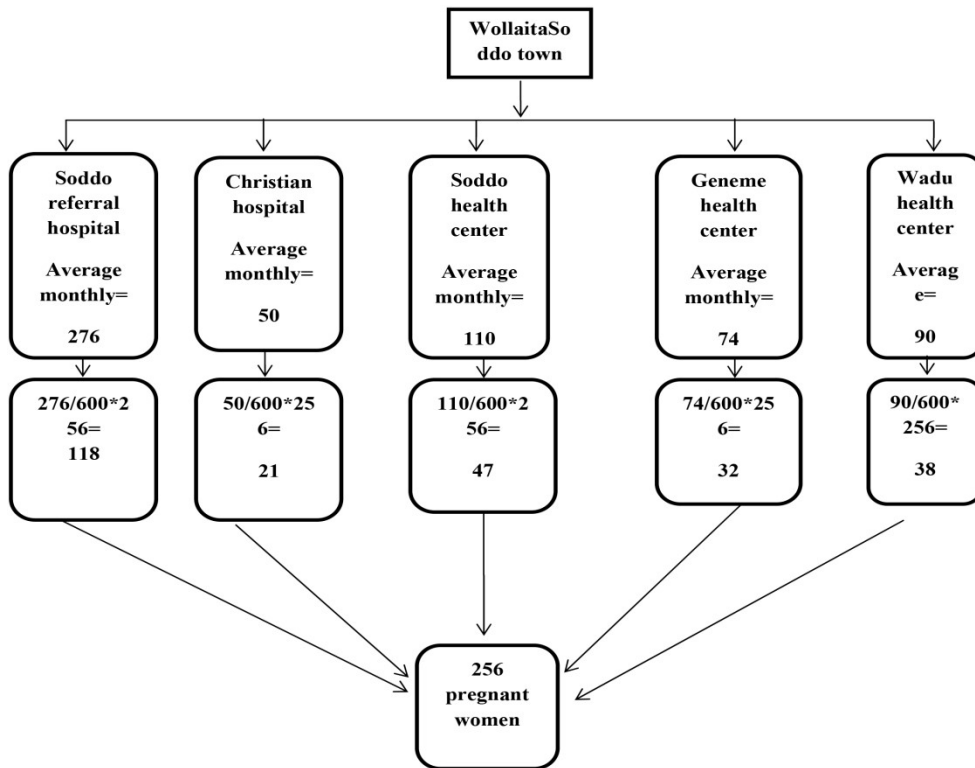 WollaitaSo
ddo town
Soddo
referral
hospital
Average
monthly=
276
Christian
hospital
Average
monthly=
50
Soddo
health
center
Average
monthly=
110
Geneme
health
center
Average
monthly=
74
Wadu
health
center
Averag
e=
90
276/600*2
56=
118
50/600*25
6=
21
110/600*2
56=
47
74/600*25
6=
32
90/600*
256=
38
256
pregnant
women